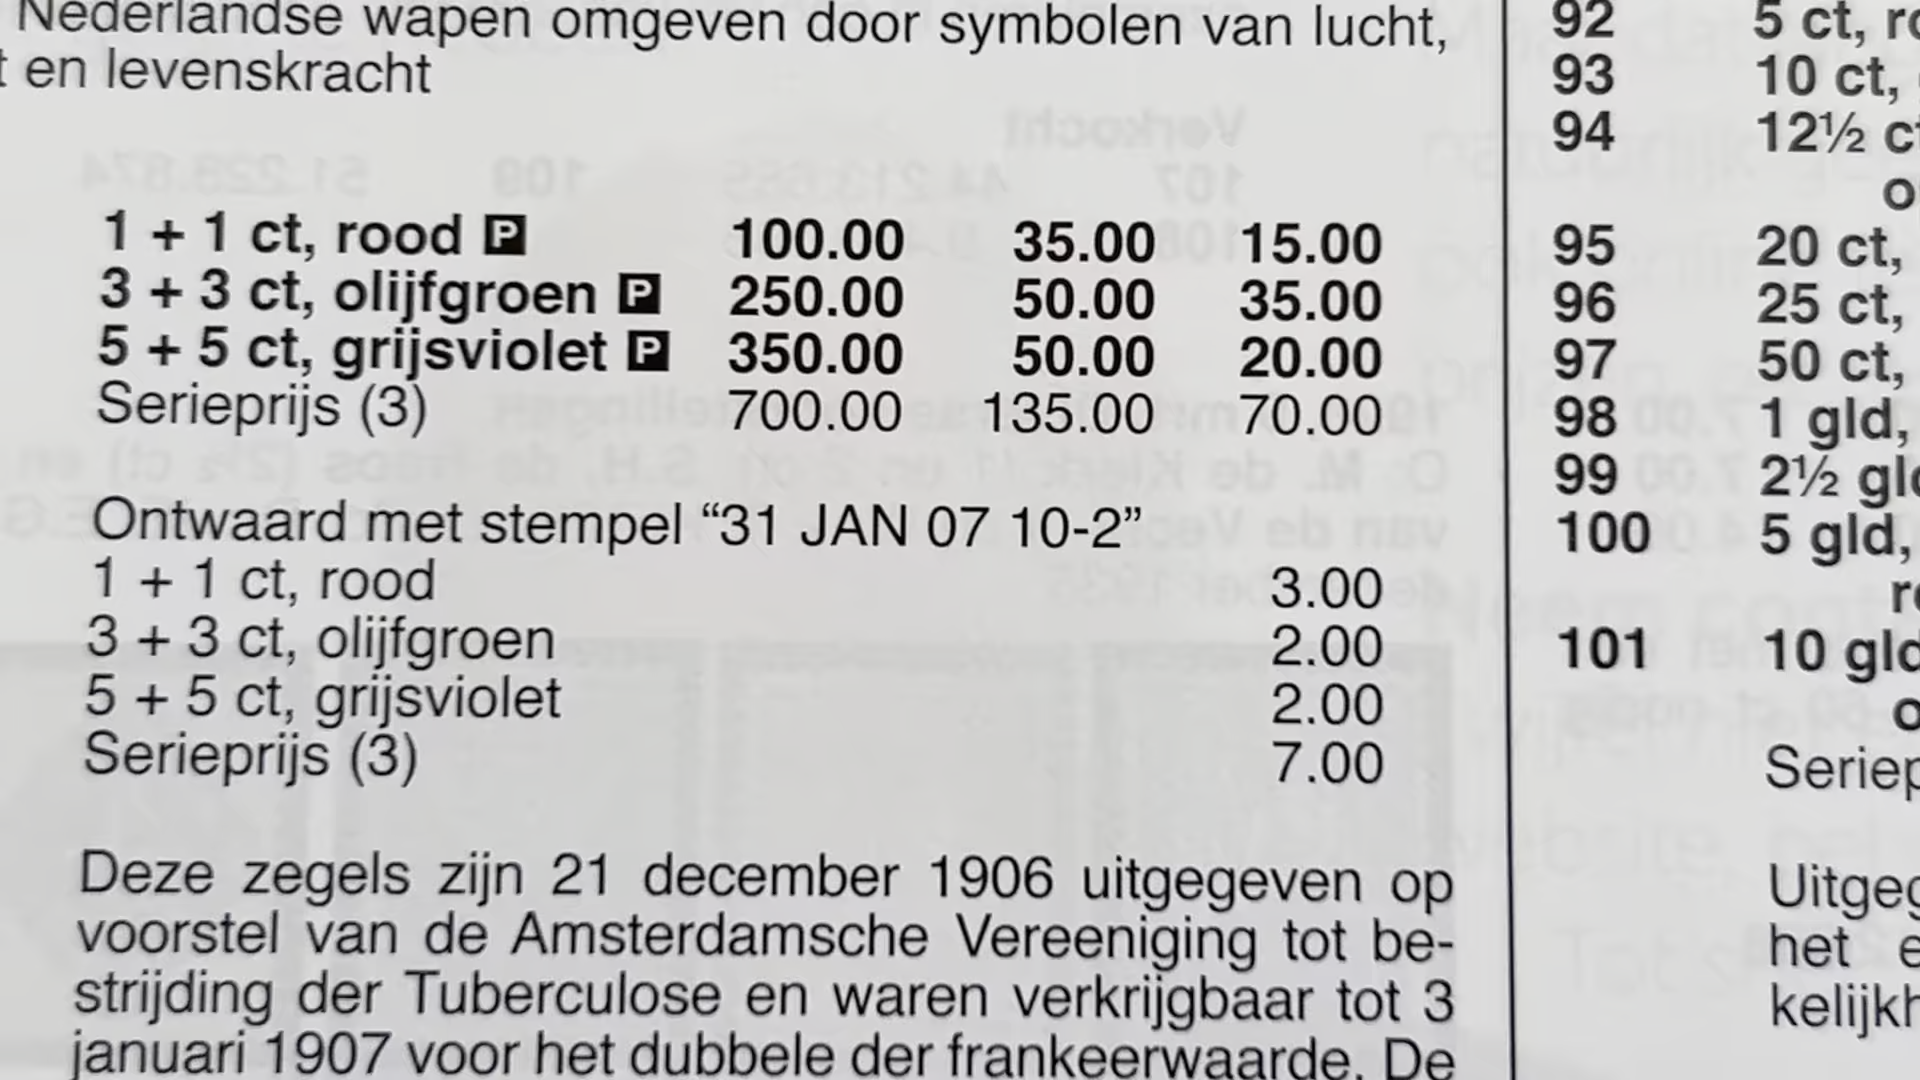 Nederlandse wapen omgeven door symbolen van lucht,
en levenskracht
1 + 1 ct, rood P 100.00 35.00 15.00
3 + 3 ct, olijfgroen P 250.00 50.00 35.00
5 + 5 ct, grijsviolet P 350.00 50.00 20.00
Serieprijs (3) 700.00 135.00 70.00
Ontwaard met stempel “31 JAN 07 10-2”
1 + 1 ct, rood 3.00
3 + 3 ct, olijfgroen 2.00
5 + 5 ct, grijsviolet 2.00
Serieprijs (3) 7.00
Deze zegels zijn 21 december 1906 uitgegeven op
voorstel van de Amsterdamsche Vereeniging tot be-
strijding der Tuberculose en waren verkrijgbaar tot 3
januari 1907 voor het dubbele der frankeerwaarde. De
92 5 ct,
93 10 ct,
94 12½
95 20 ct,
96 25 ct,
97 50 ct,
98 1 gld,
99 2½
100 5 gld,
101 10
het